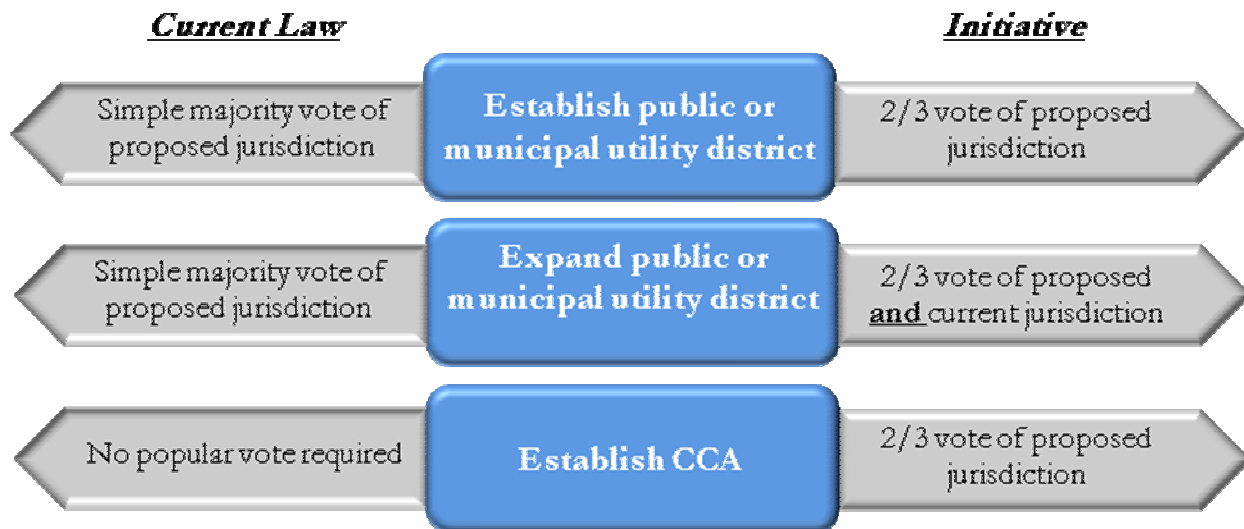 Current Law
Initiative
Simple majority vote of
proposed jurisdiction
Establish public or
municipal utility district
2/3 vote of proposed
jurisdiction
Simple majority vote of
proposed jurisdiction
Expand public or
municipal utility district
2/3 vote of proposed
and current jurisdiction
No popular vote required
Establish CCA
2/3 vote of proposed
jurisdiction